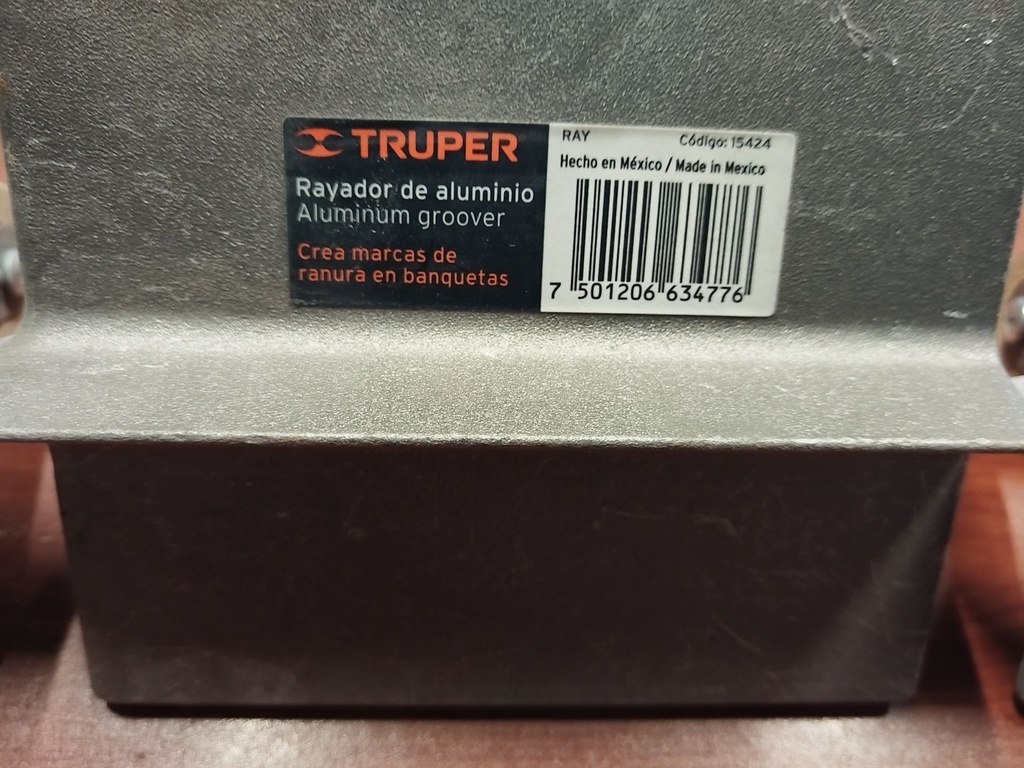 TRUPER
Rayador de aluminio
Aluminum groover
Crea marcas de
ranura en banquetas
RAY Código: 15424
Hecho en México / Made in Mexico
7 501206 634776